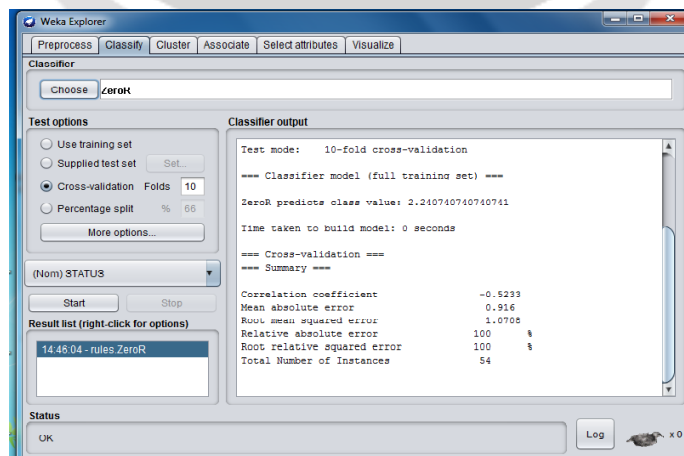 Weka Explorer
Preprocess Classify Cluster Associate Select attributes Visualize
Classifier
Choose ZeroR
Test options
Use training set
Supplied test set Set...
Cross-validation Folds 10
Percentage split % 66
More options...
(Nom) STATUS
Start Stop
Result list (right-click for options)
14:46:04 - rules.ZeroR
Classifier output
Test mode: 10-fold cross-validation
=== Classifier model (full training set) ===
ZeroR predicts class value: 2.240740740740741
Time taken to build model: 0 seconds
=== Cross-validation ===
=== Summary ===
Correlation coefficient -0.5233
Mean absolute error 0.916
Root mean squared error 1.0708
Relative absolute error 100 %
Root relative squared error 100 %
Total Number of Instances 54
Status
OK
Log x 0